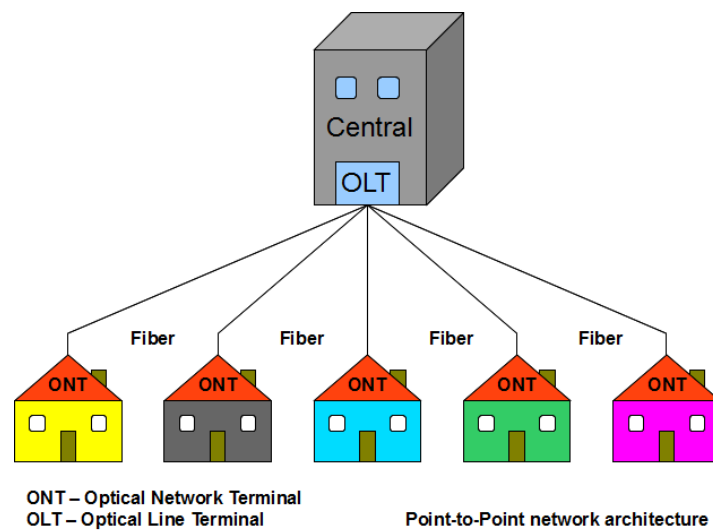 Central
OLT
Fiber Fiber Fiber Fiber
ONT ONT ONT ONT ONT
ONT – Optical Network Terminal
OLT – Optical Line Terminal
Point-to-Point network architecture